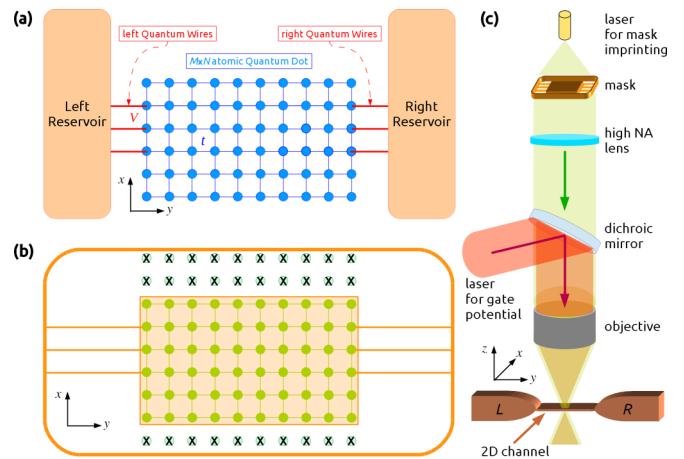 (a)
left Quantum Wires
right Quantum Wires
MxN atomic Quantum Dot
Left
Reservoir
V
t
Right
Reservoir
x
y
(b)
X X X X X X X X X X
X X X X X X X X X X
x
y
X X X X X X X X X X
(c)
laser
for mask
imprinting
mask
high NA
lens
dichroic
mirror
laser
for gate
potential
objective
z
x
y
L
R
2D channel